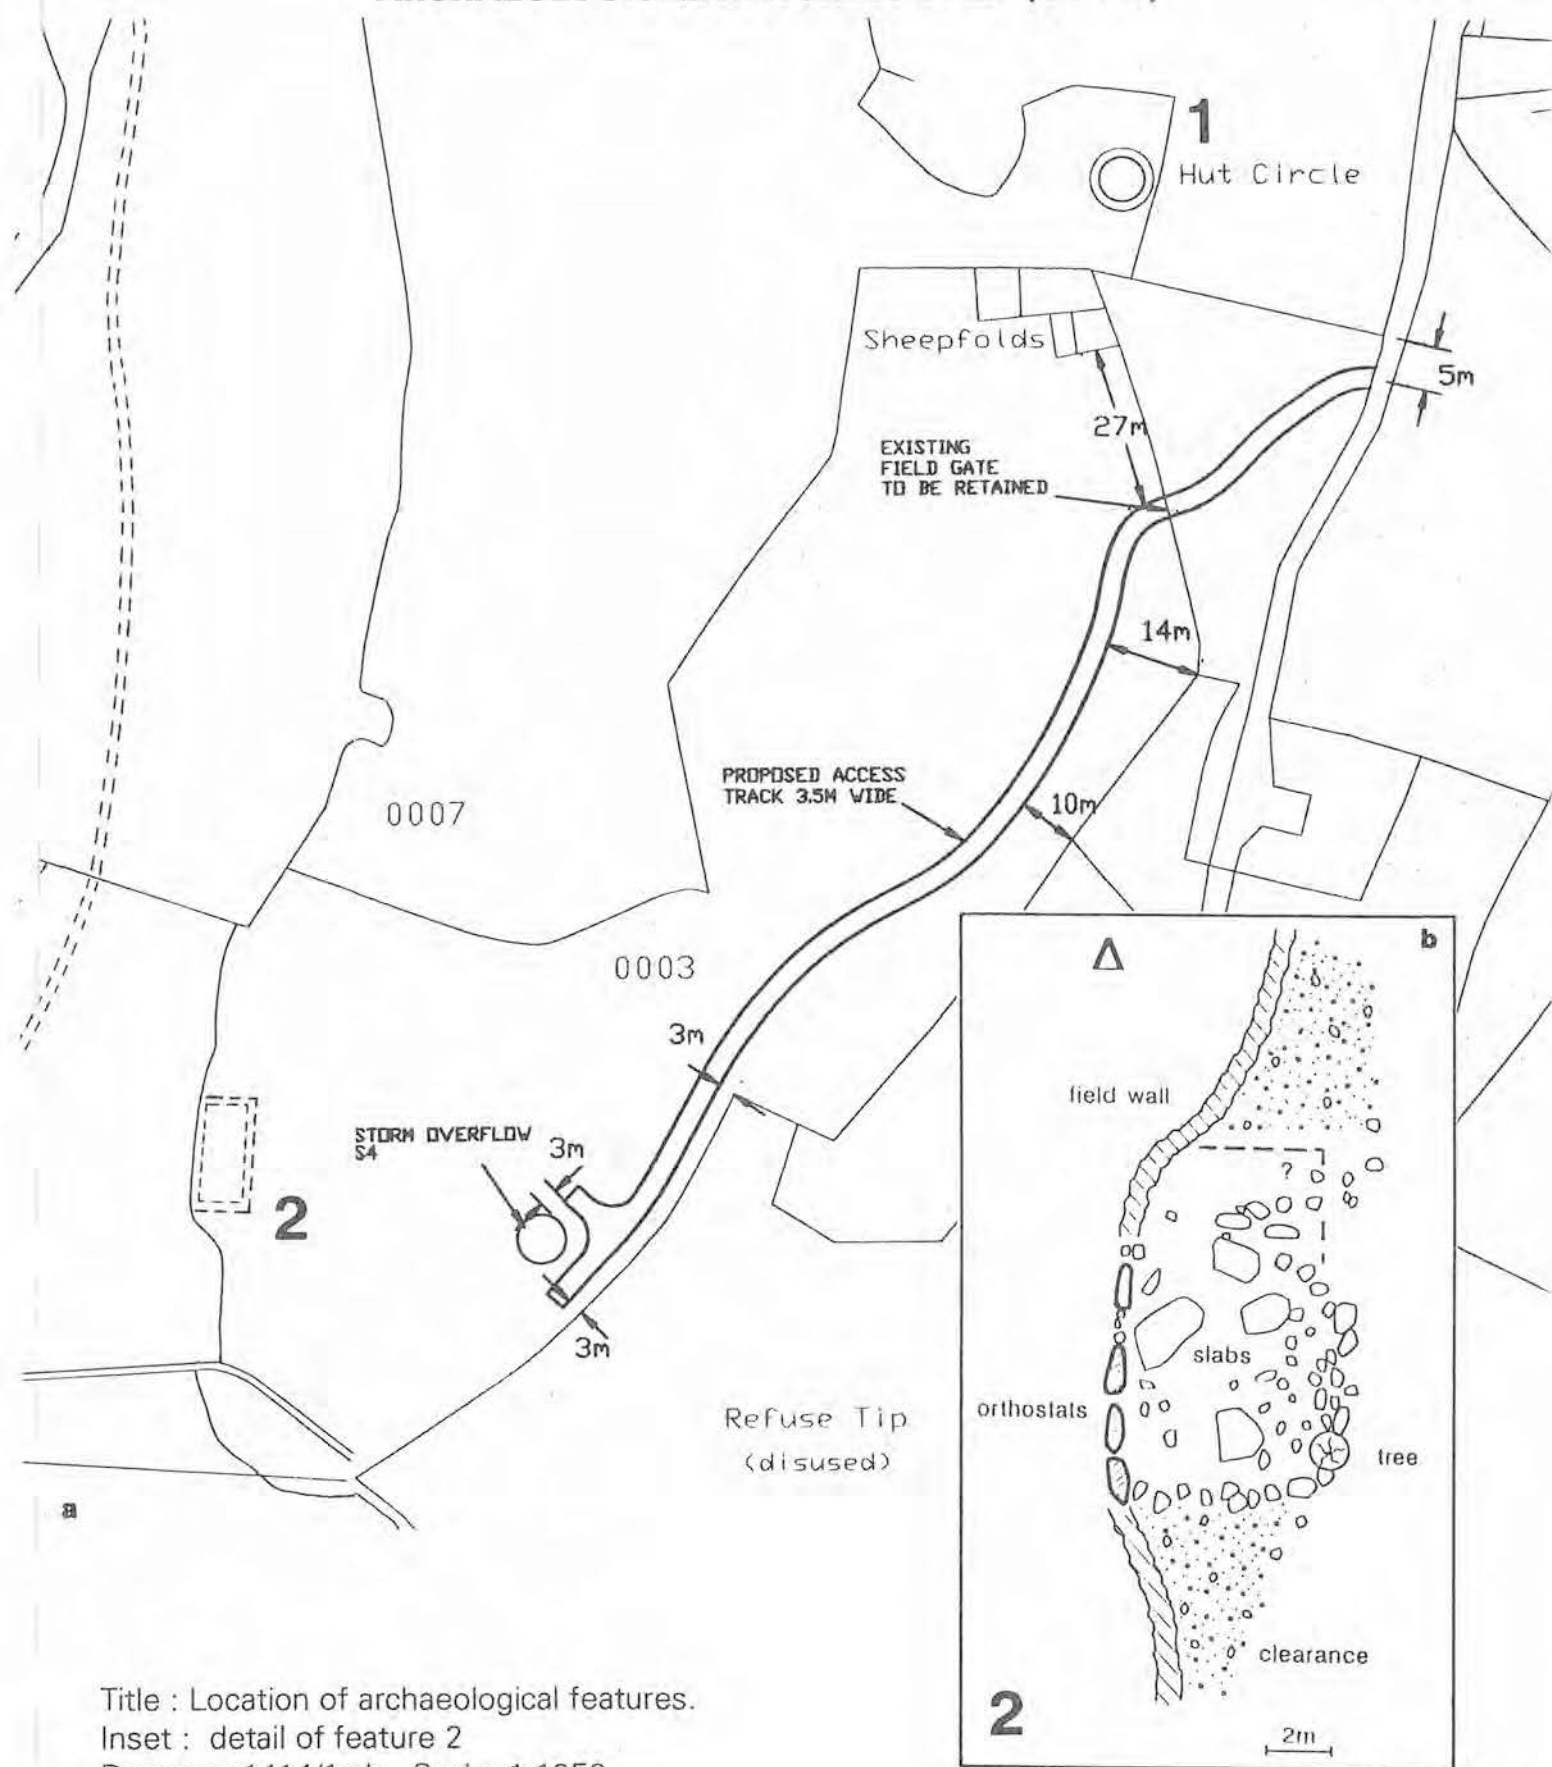 1
Hut Circle
Sheepfolds
5m
27m
EXISTING
FIELD GATE
TO BE RETAINED
14m
PROPOSED ACCESS
TRACK 3.5M WIDE
10m
0007
0003
3m
STORM OVERFLOW
S4
3m
2
3m
Refuse Tip
(disused)
a
b
field wall
?
slabs
orthostats
tree
clearance
2
2m
Title : Location of archaeological features.
Inset : detail of feature 2